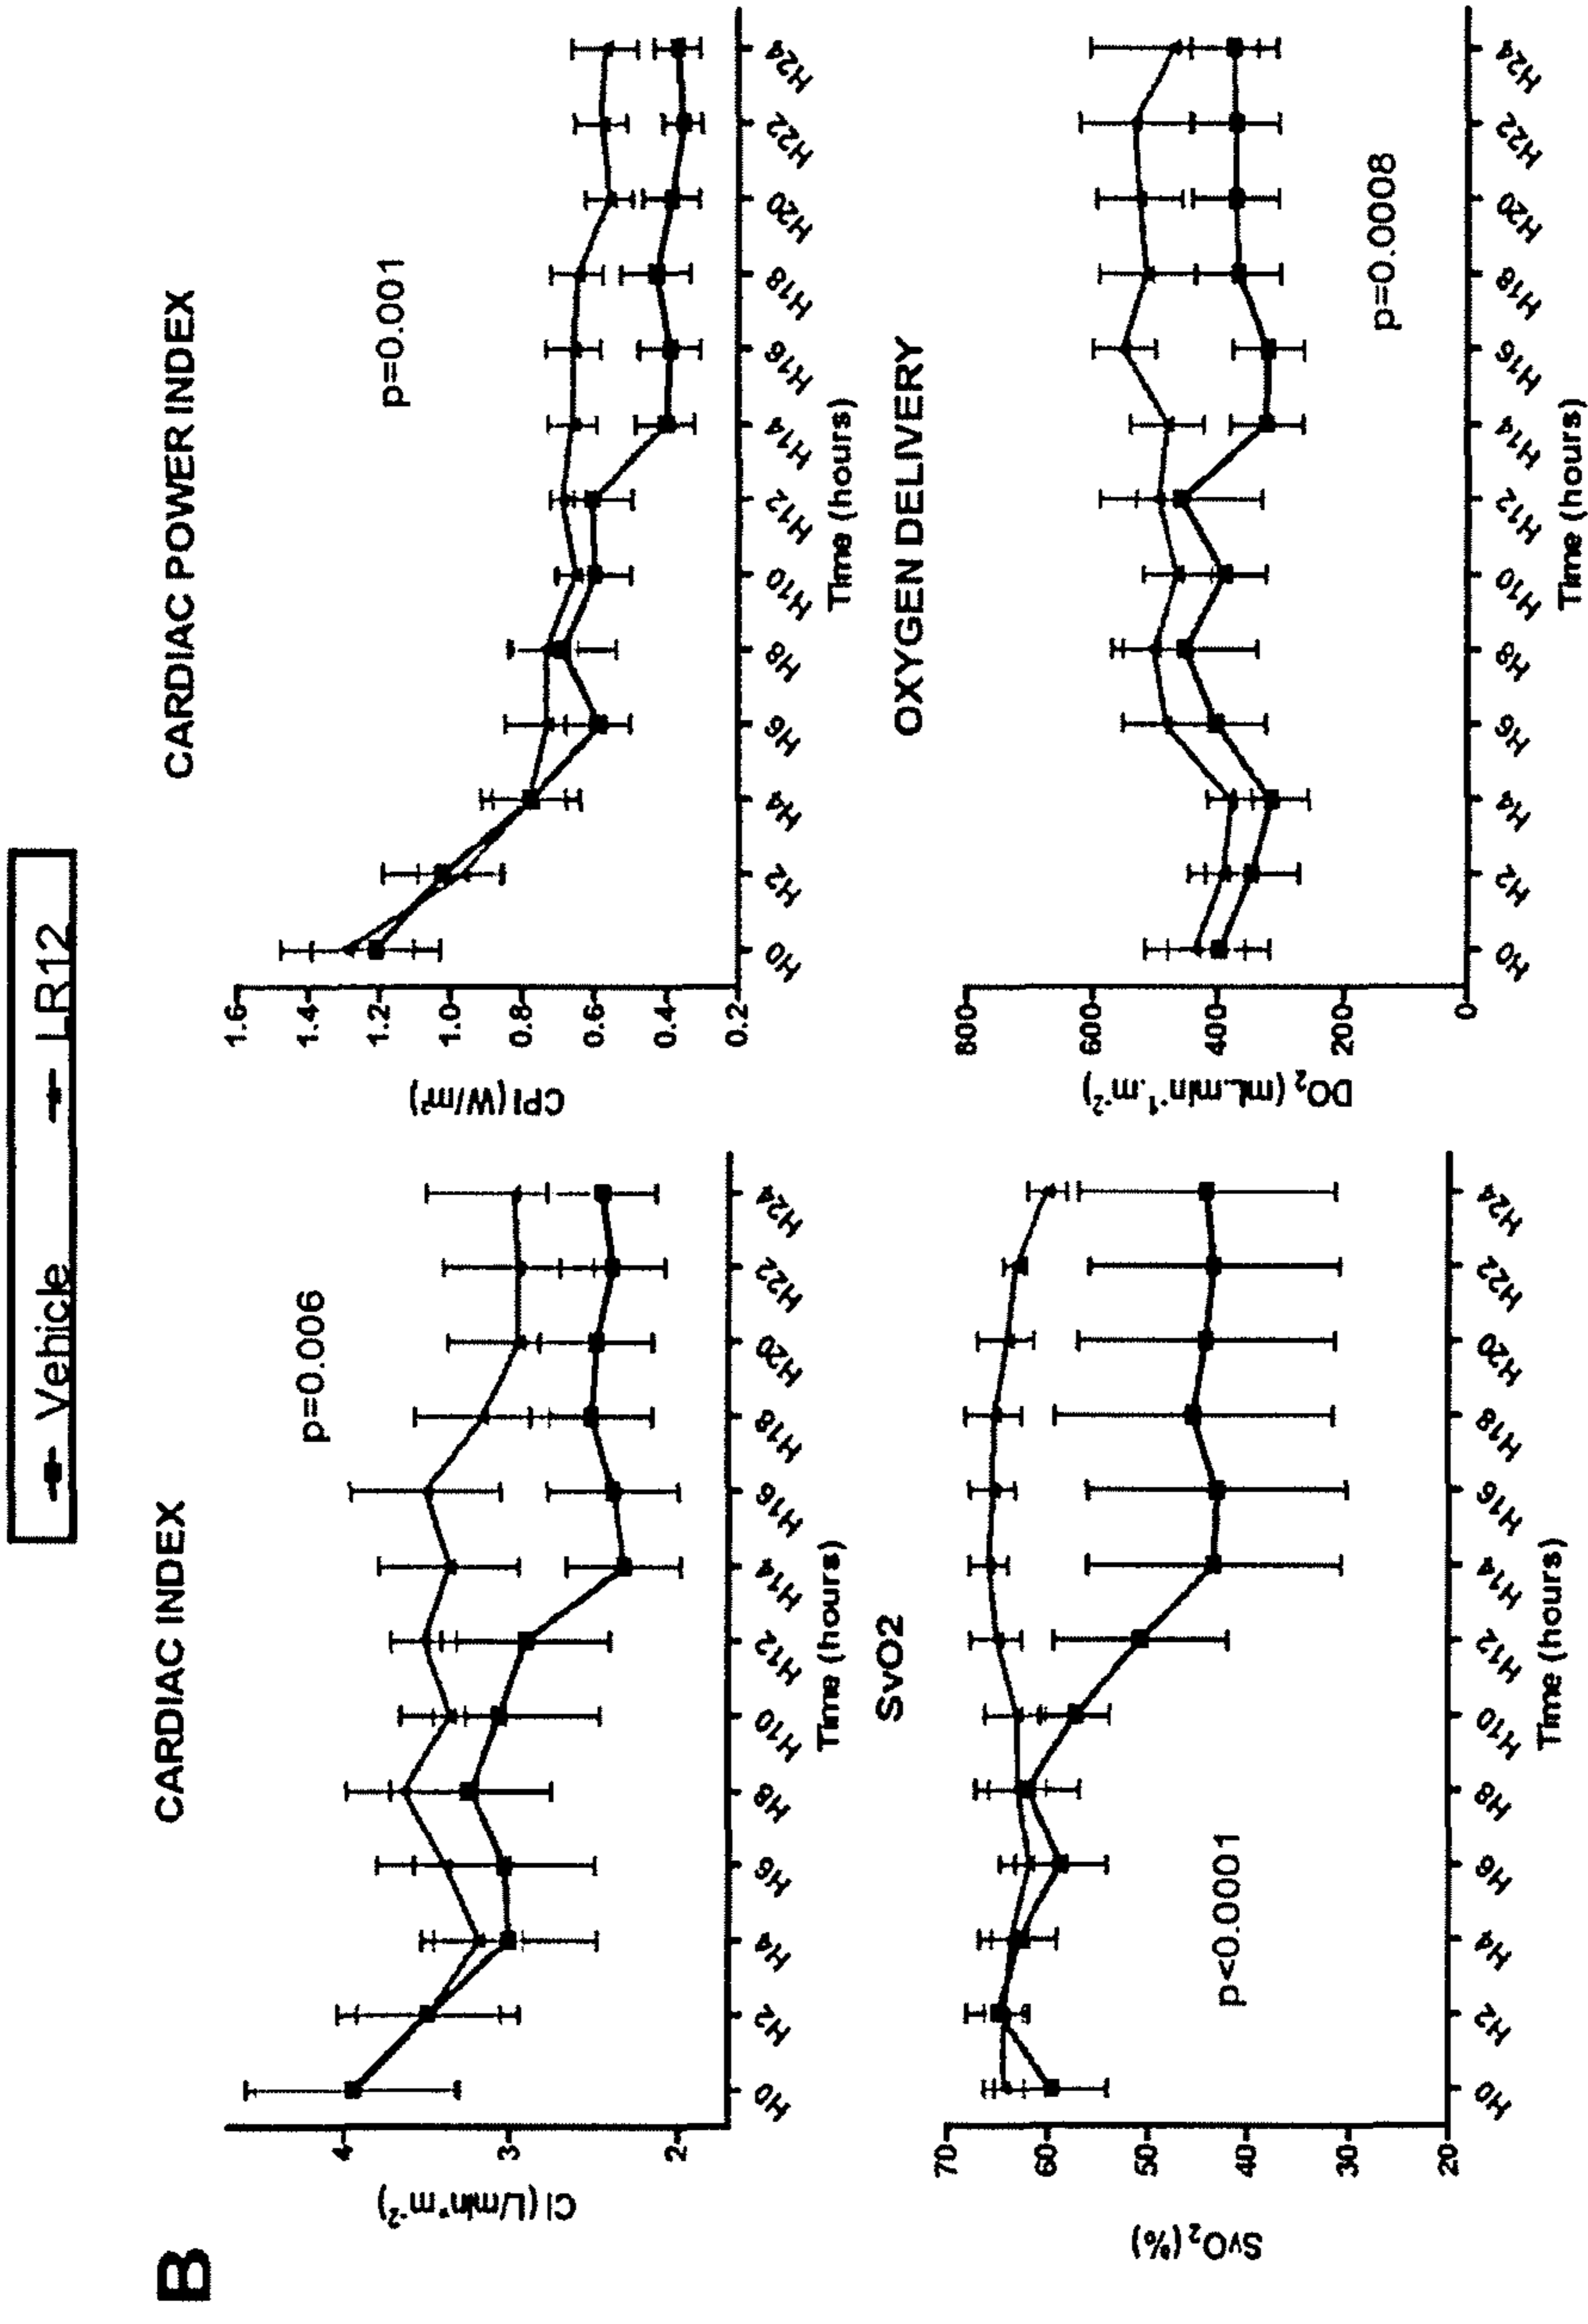 B
Vehicle LR12
CARDIAC INDEX
CI (L/min*m⁻²)
4
3
2
p=0.006
H0 H2 H4 H6 H8 H10 H12 H14 H16 H18 H20 H22 H24
Time (hours)
CARDIAC POWER INDEX
CPI (W/m²)
1.6
1.4
1.2
1.0
0.8
0.6
0.4
0.2
p=0.001
H0 H2 H4 H6 H8 H10 H12 H14 H16 H18 H20 H22 H24
Time (hours)
SvO2
SvO₂ (%)
70
60
50
40
30
20
p<0.0001
H0 H2 H4 H6 H8 H10 H12 H14 H16 H18 H20 H22 H24
Time (hours)
OXYGEN DELIVERY
DO₂ (mL.min⁻¹.m⁻²)
800
600
400
200
0
p=0.0008
H0 H2 H4 H6 H8 H10 H12 H14 H16 H18 H20 H22 H24
Time (hours)